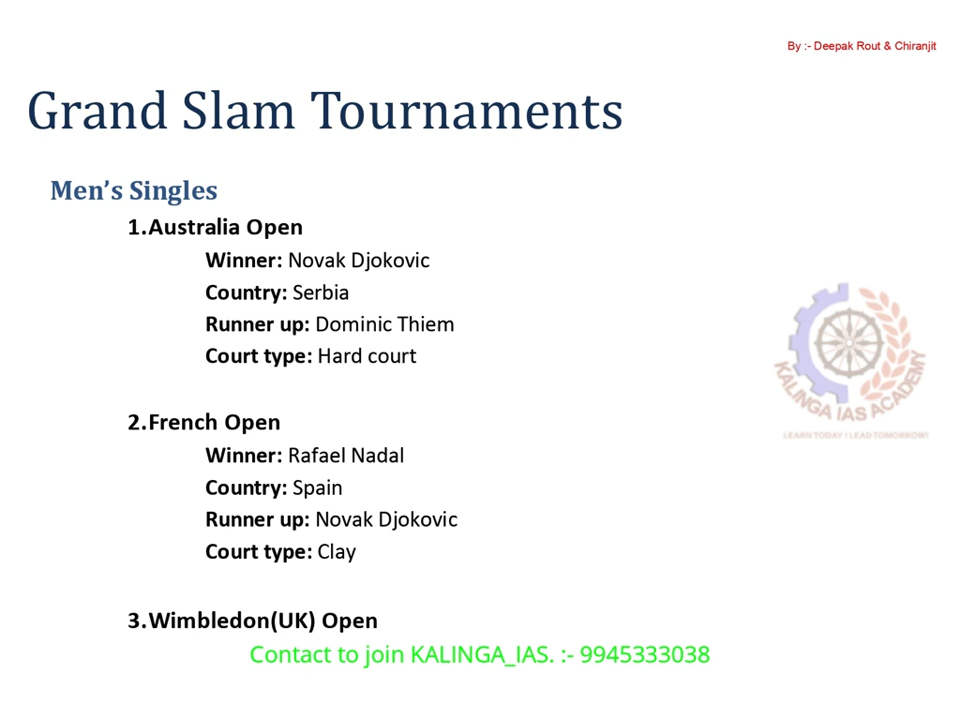 By :- Deepak Rout & Chiranjit
Grand Slam Tournaments
Men’s Singles
1.Australia Open
Winner: Novak Djokovic
Country: Serbia
Runner up: Dominic Thiem
Court type: Hard court
KALINGA IAS ACADEMY
LEARN TODAY ! LEAD TOMORROW!
2.French Open
Winner: Rafael Nadal
Country: Spain
Runner up: Novak Djokovic
Court type: Clay
3.Wimbledon(UK) Open
Contact to join KALINGA_IAS. :- 9945333038